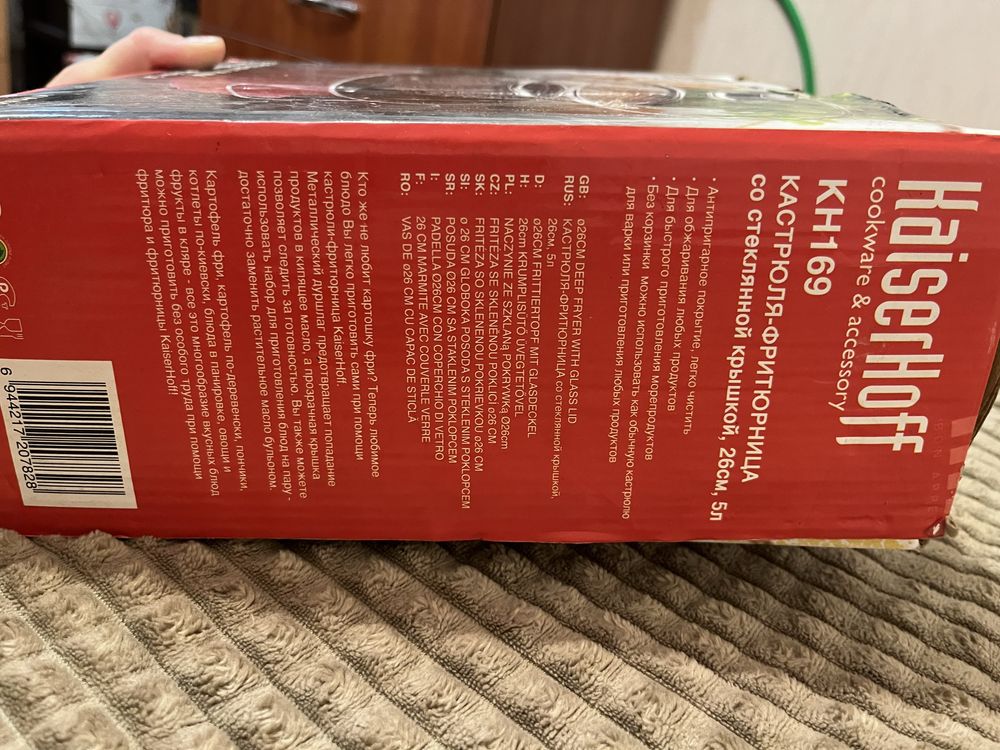 KaiserHoff
cookware & accessory
KH169
КАСТРЮЛЯ-ФРИТЮРНИЦА
со стеклянной крышкой, 26см, 5л
• Антипригарное покрытие, легко чистить
• Для обжаривания любых продуктов
• Для быстрого приготовления морепродуктов
• Без корзинки можно использовать как обычную кастрюлю
для варки или приготовления любых продуктов
GB: ø26CM DEEP FRYER WITH GLASS LID
RUS: КАСТРЮЛЯ-ФРИТЮРНИЦА со стеклянной крышкой,
26см, 5л
D: ø26CM FRITTIERTOPF MIT GLASDECKEL
H: 26cm KRUMPLISÜTŐ ÜVEGTETŐVEL
PL: NACZYNIE ZE SZKLANą POKRYWKą Ø26cm
CZ: FRITEZA SE SKLENĚNOU POKLICÍ ø26 CM
SK: FRITEZA SO SKLENENOU POKRIEVKOU ø26 CM
SI: ø 26 CM GLOBOKA POSODA S STEKLENIM POKLOPCEM
SR: POSUDA Ø26 CM SA STAKLENIM POKLOPCEM
I: PADELLA Ø26CM CON COPERCHIO DI VETRO
F: 26 CM MARMITE AVEC COUVERLE VERRE
RO: VAS DE ø26 CM CU CAPAC DE STICLĂ
Кто же не любит картошку фри? Теперь любимое
блюдо Вы легко приготовить сами при помощи
кастрюли-фритюрница KaiserHoff.
Металлический дуршлаг предотвращает попадание
продуктов в кипящее масло, а прозрачная крышка
позволяет следить за готовностью. Вы также можете
использовать набор для приготовления блюд на пару -
достаточно заменить растительное масло бульоном.
Картофель фри, картофель по-деревенски, пончики,
котлеты по-киевски, блюда в панировке, овощи и
фрукты в кляре - все это многообразие вкусных блюд
можно приготовить без особого труда при помощи
фритюра и фритюрницы KaiserHoff!
6 944217 207828